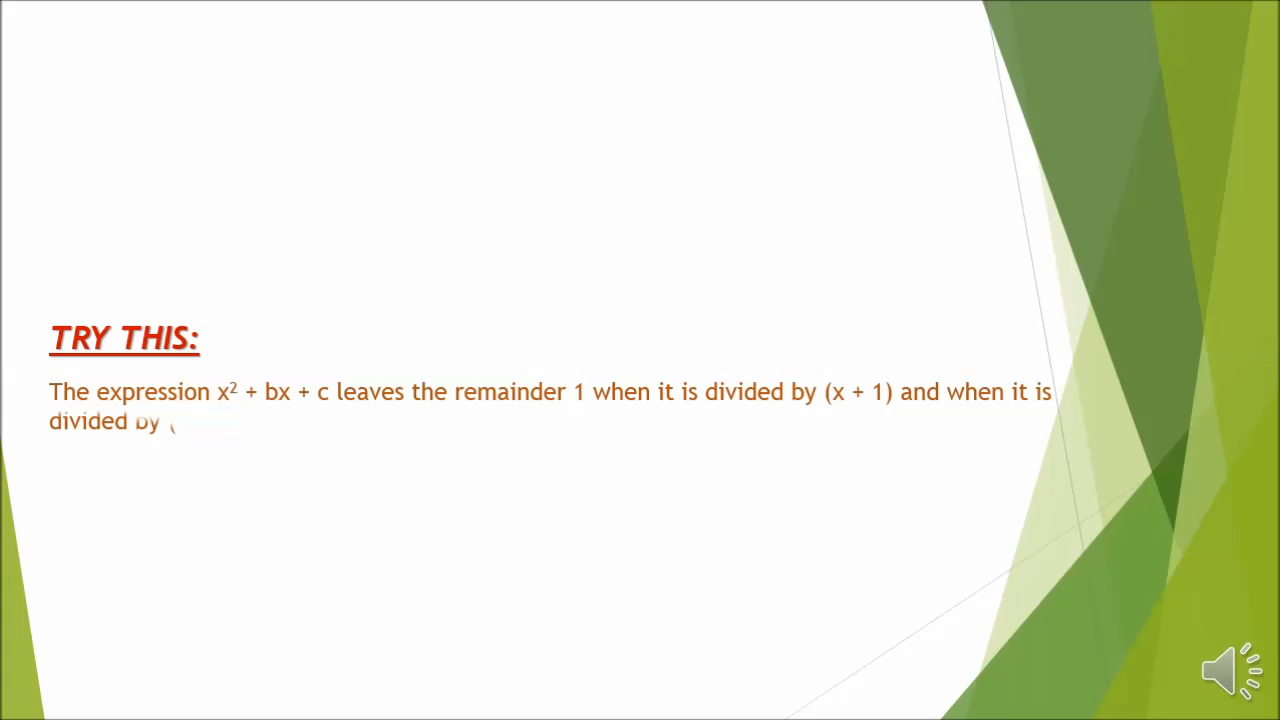 TRY THIS:
The expression x² + bx + c leaves the remainder 1 when it is divided by (x + 1) and when it is
divided by (